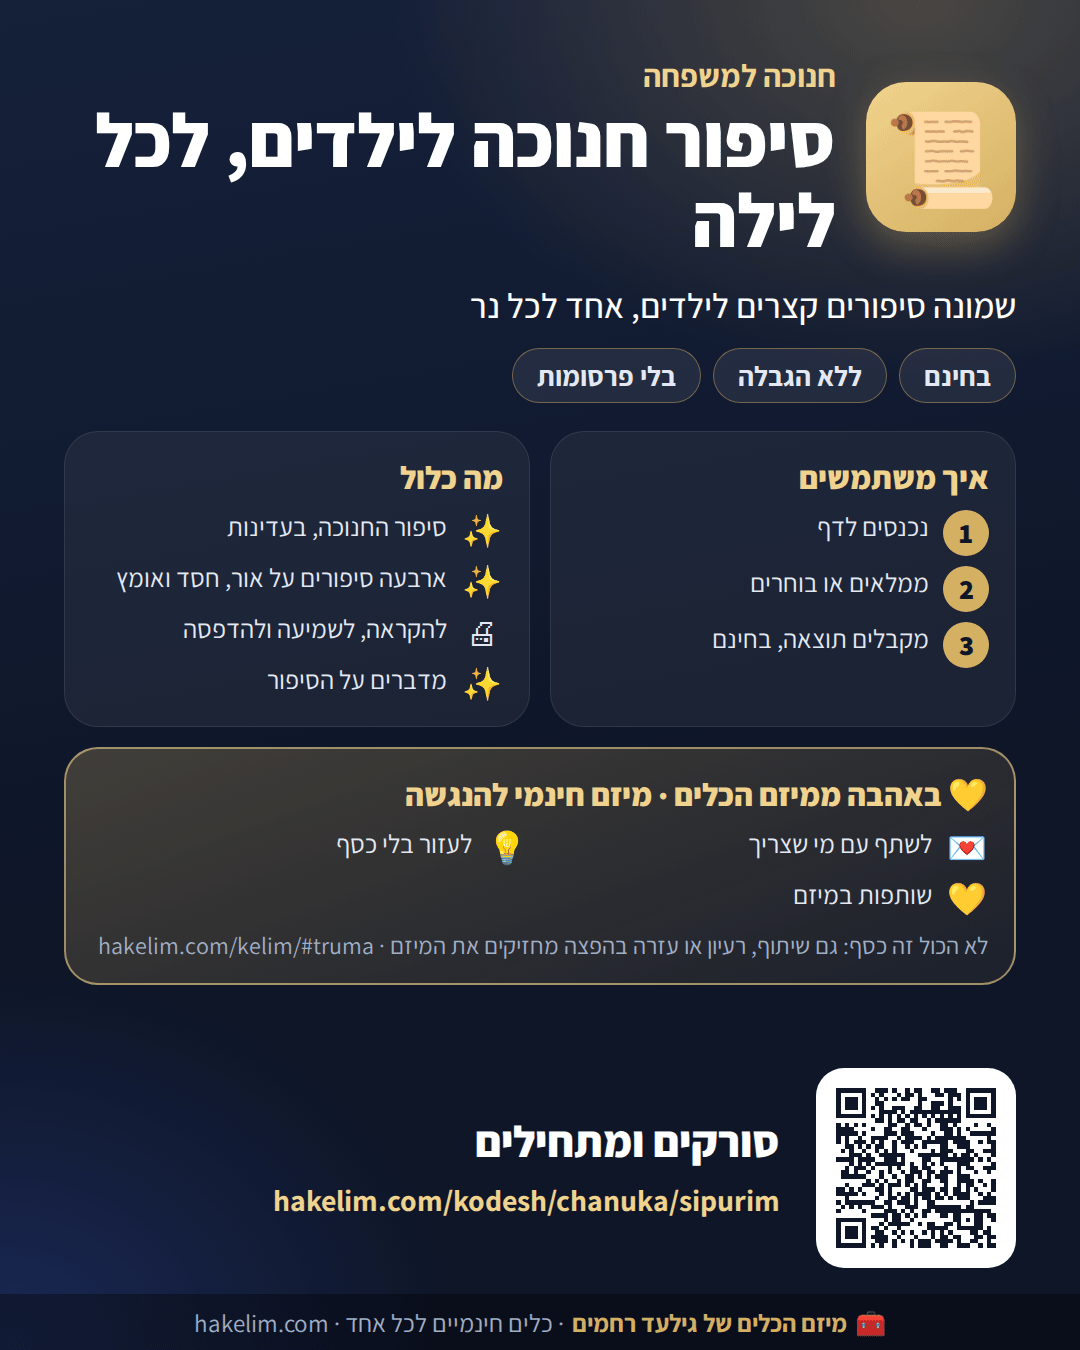 חנוכה למשפחה
סיפור חנוכה לילדים, לכל
לילה
שמונה סיפורים קצרים לילדים, אחד לכל נר
בחינם
ללא הגבלה
בלי פרסומות
איך משתמשים
1 נכנסים לדף
2 ממלאים או בוחרים
3 מקבלים תוצאה, בחינם
מה כלול
סיפור החנוכה, בעדינות
ארבעה סיפורים על אור, חסד ואומץ
להקראה, לשמיעה ולהדפסה
מדברים על הסיפור
באהבה ממיזם הכלים · מיזם חינמי להנגשה
לשתף עם מי שצריך
לעזור בלי כסף
שותפות במיזם
לא הכול זה כסף: גם שיתוף, רעיון או עזרה בהפצה מחזיקים את המיזם · hakelim.com/kelim/#truma
סורקים ומתחילים
hakelim.com/kodesh/chanuka/sipurim
מיזם הכלים של גילעד רחמים · כלים חינמיים לכל אחד · hakelim.com